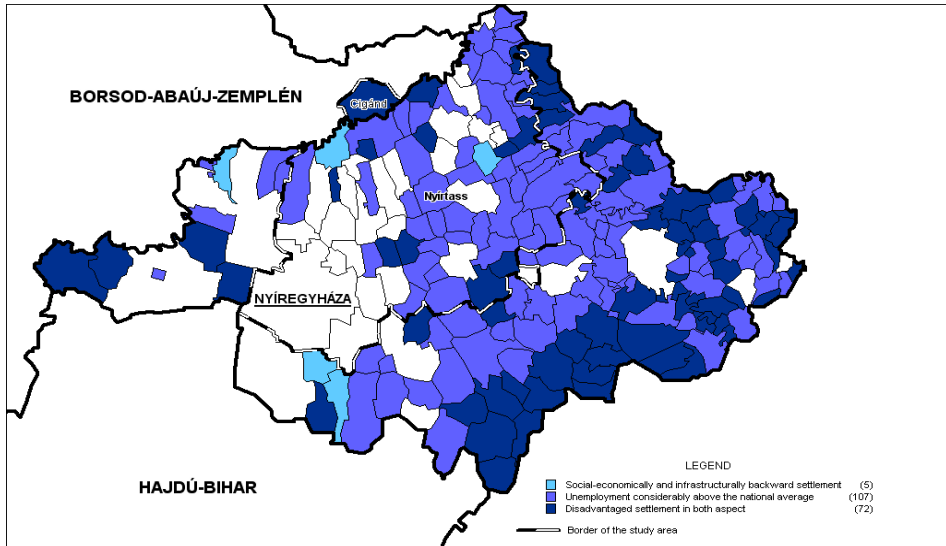 BORSOD-ABAÚJ-ZEMPLÉN
Cigánd
Nyírtass
NYÍREGYHÁZA
HAJDÚ-BIHAR
LEGEND
Social-economically and infrastructurally backward settlement (5)
Unemployment considerably above the national average (107)
Disadvantaged settlement in both aspect (72)
Border of the study area